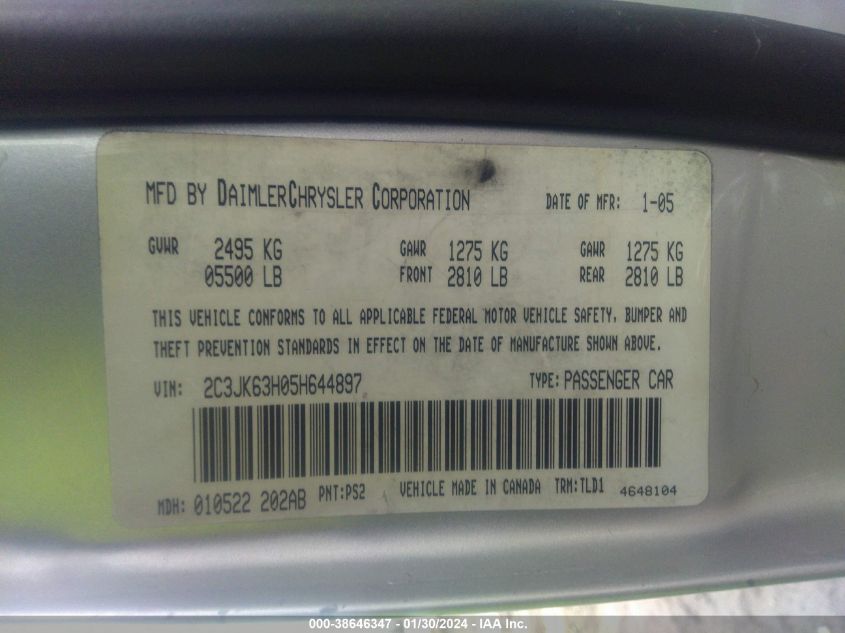 MFD BY DAIMLERCHRYSLER CORPORATION DATE OF MFR: 1-05
GVWR 2495 KG GAWR 1275 KG GAWR 1275 KG
05500 LB FRONT 2810 LB REAR 2810 LB
THIS VEHICLE CONFORMS TO ALL APPLICABLE FEDERAL MOTOR VEHICLE SAFETY, BUMPER AND
THEFT PREVENTION STANDARDS IN EFFECT ON THE DATE OF MANUFACTURE SHOWN ABOVE.
VIN: 2C3JK63H05H644897 TYPE: PASSENGER CAR
MDH: 010522 202AB PNT:PS2 VEHICLE MADE IN CANADA TRM:TLD1 4648104
000-38646347 - 01/30/2024 - IAA Inc.